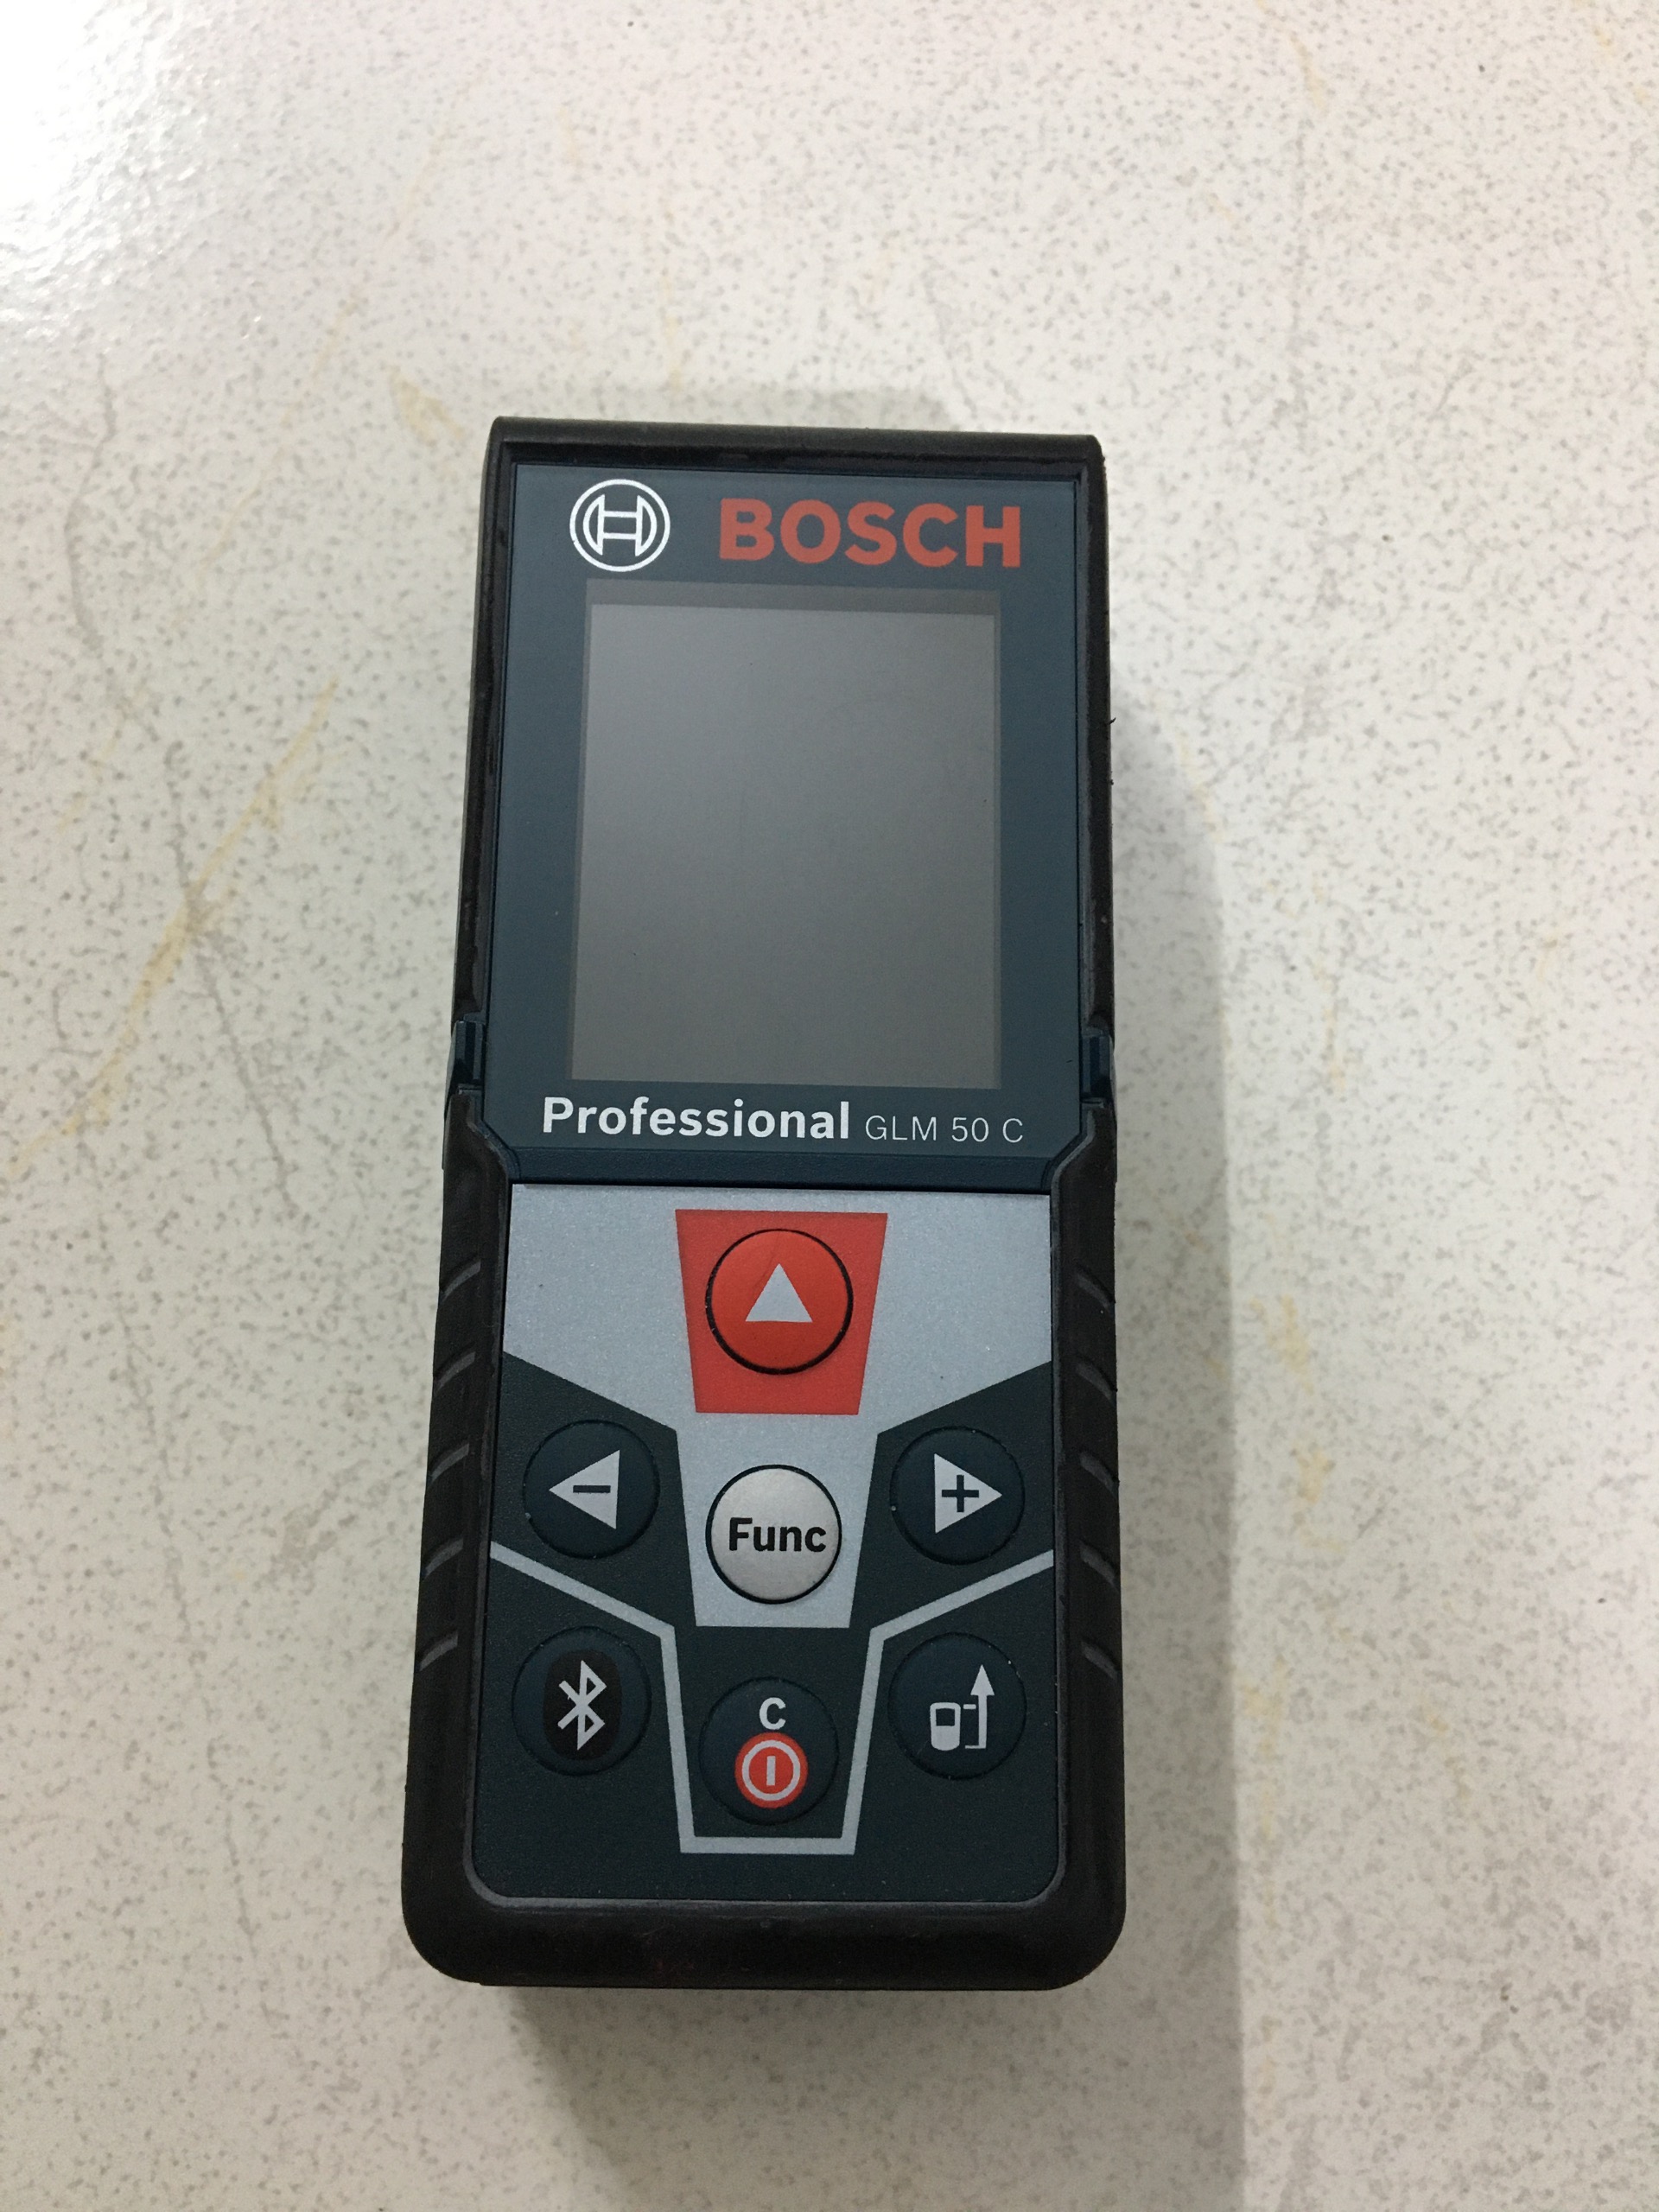 BOSCH
Professional GLM 50 C
Func
C